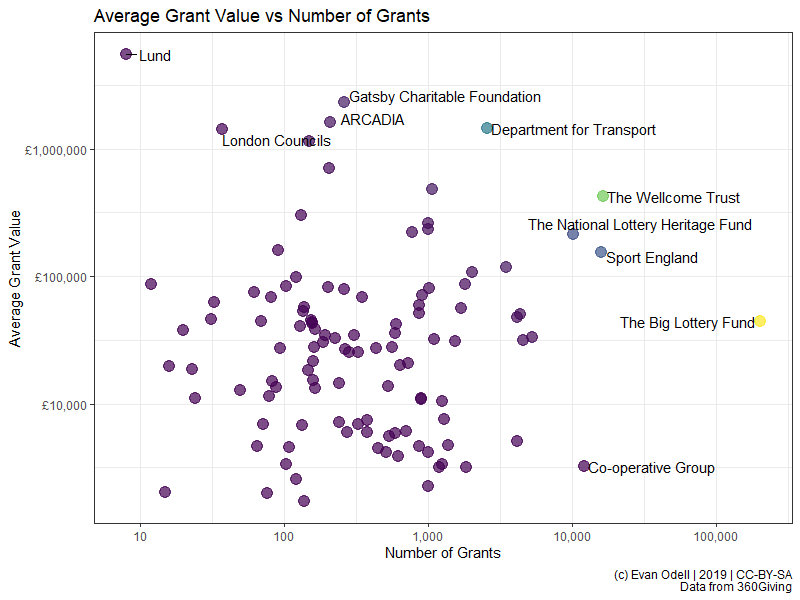 Average Grant Value vs Number of Grants
Lund
Gatsby Charitable Foundation
ARCADIA
Department for Transport
London Councils
£1,000,000
The Wellcome Trust
The National Lottery Heritage Fund
Sport England
£100,000
The Big Lottery Fund
£10,000
Co-operative Group
Average Grant Value
10
100
1,000
10,000
100,000
Number of Grants
(c) Evan Odell | 2019 | CC-BY-SA
Data from 360Giving